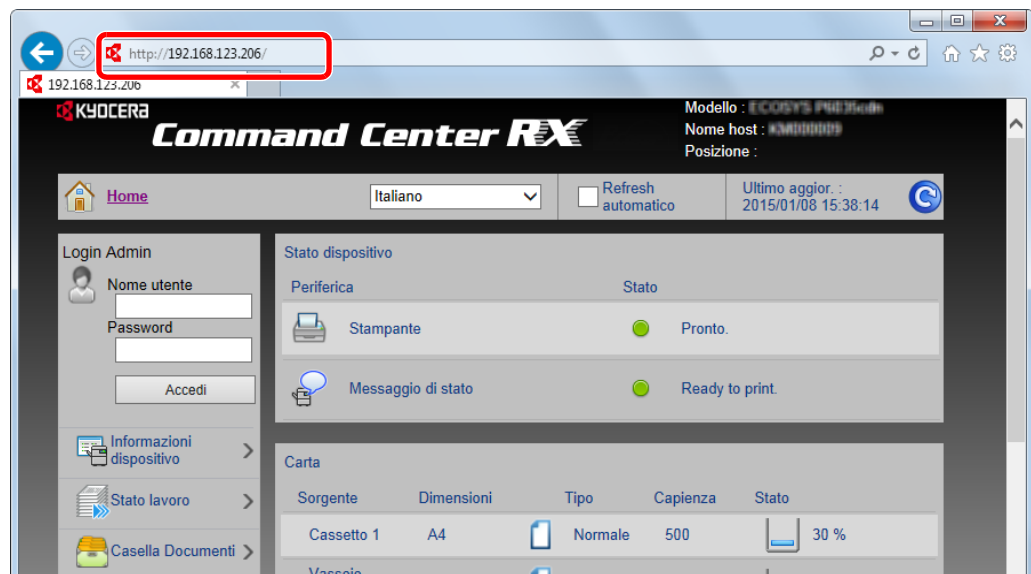 http://192.168.123.206/
192.168.123.206
KYOCERA
Command Center RX
Modello :
Nome host :
Posizione :
Home
Italiano
Refresh
automatico
Ultimo aggior. :
2015/01/08 15:38:14
Login Admin
Nome utente
Password
Accedi
Informazioni
dispositivo
Stato lavoro
Casella Documenti
Stato dispositivo
Periferica Stato
Stampante Pronto.
Messaggio di stato Ready to print.
Carta
Sorgente Dimensioni Tipo Capienza Stato
Cassetto 1 A4 Normale 500 30 %